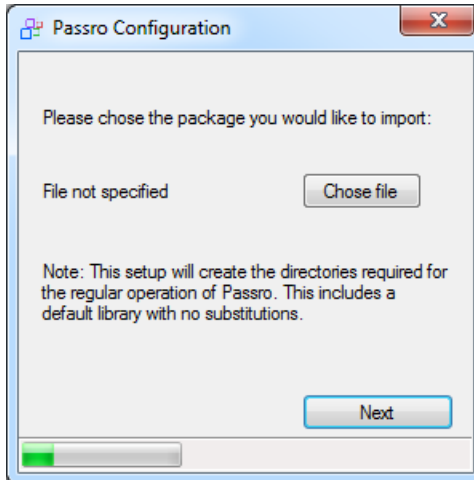 Passro Configuration
Please chose the package you would like to import:
File not specified
Chose file
Note: This setup will create the directories required for
the regular operation of Passro. This includes a
default library with no substitutions.
Next